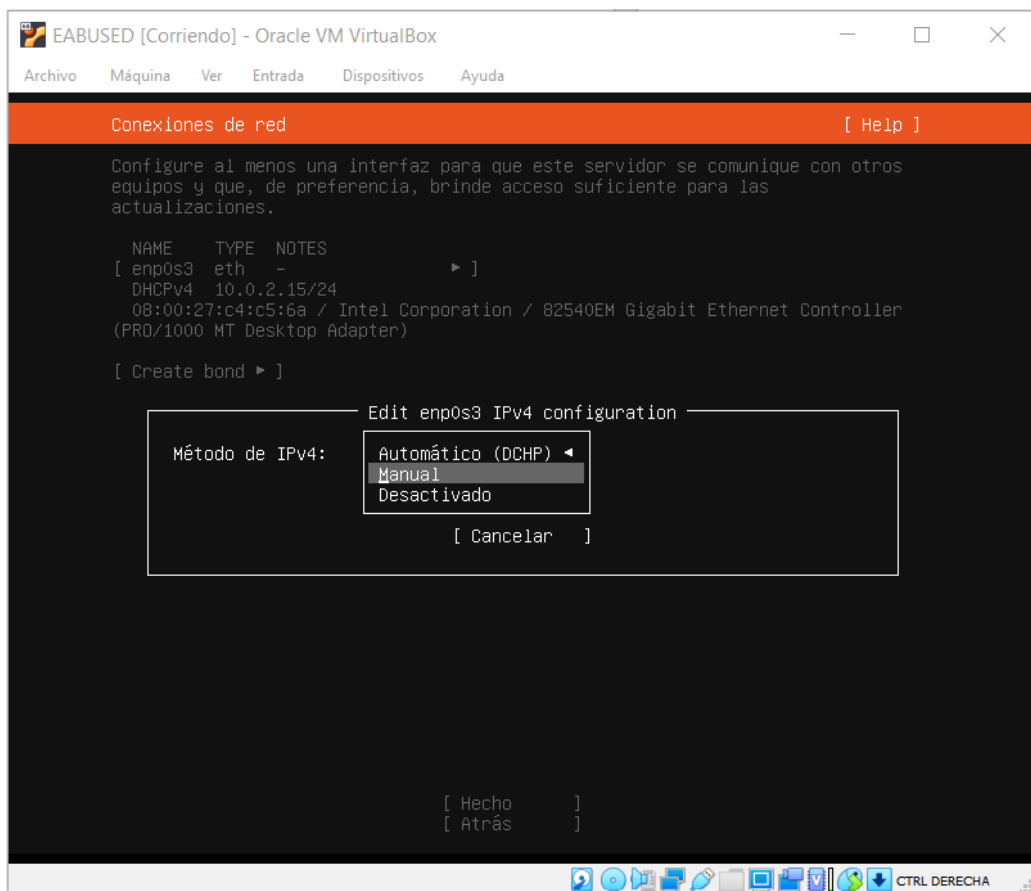 EABUSED [Corriendo] - Oracle VM VirtualBox
Archivo Máquina Ver Entrada Dispositivos Ayuda
Conexiones de red [ Help ]
Configure al menos una interfaz para que este servidor se comunique con otros
equipos y que, de preferencia, brinde acceso suficiente para las
actualizaciones.
NAME TYPE NOTES
[ enp0s3 eth - ▸ ]
DHCPv4 10.0.2.15/24
08:00:27:c4:c5:6a / Intel Corporation / 82540EM Gigabit Ethernet Controller
(PRO/1000 MT Desktop Adapter)
[ Create bond ▸ ]
Edit enp0s3 IPv4 configuration
Método de IPv4: Automático (DCHP) ◂
Manual
Desactivado
[ Cancelar ]
[ Hecho ]
[ Atrás ]
CTRL DERECHA